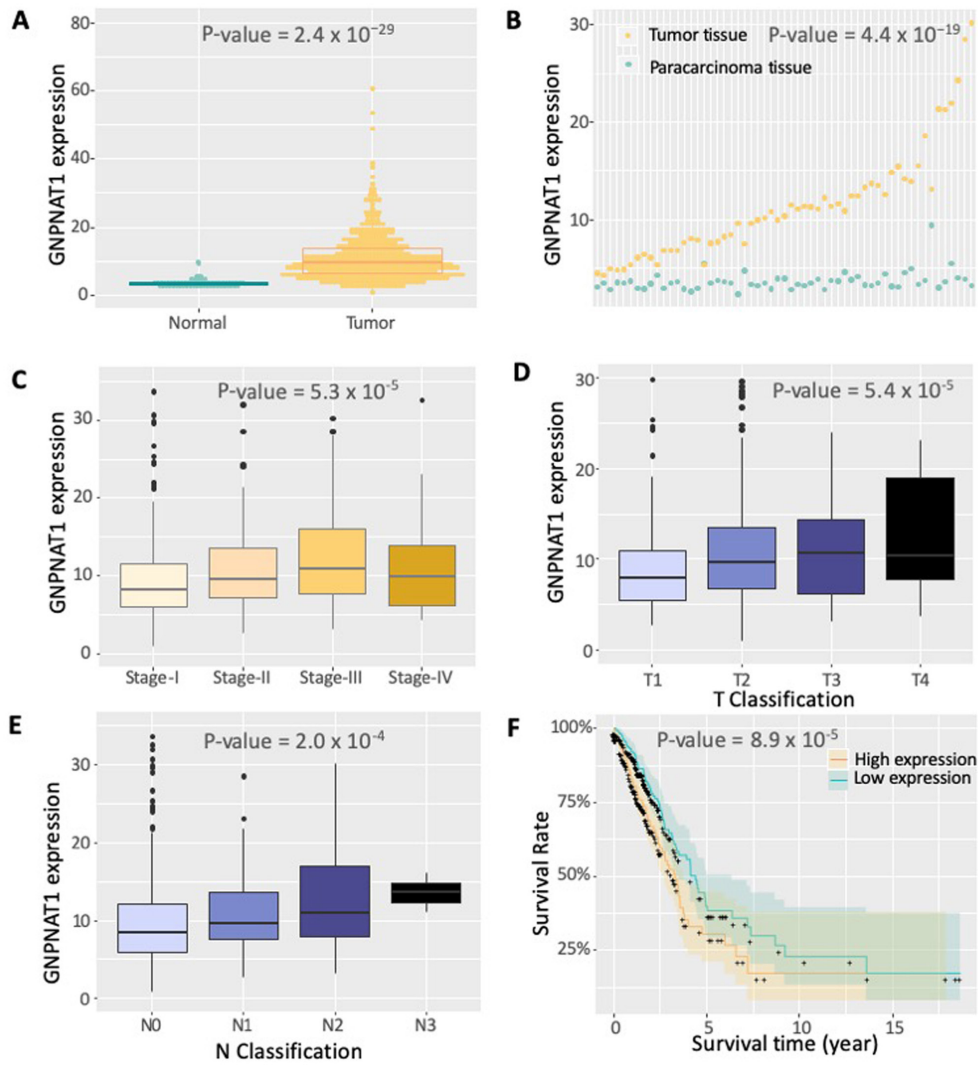 A
P-value = 2.4 x 10⁻²⁹
GNPNAT1 expression
80
60
40
20
0
Normal
Tumor
B
Tumor tissue
P-value = 4.4 x 10⁻¹⁹
Paracarcinoma tissue
GNPNAT1 expression
30
20
10
C
P-value = 5.3 x 10⁻⁵
GNPNAT1 expression
30
20
10
0
Stage-I
Stage-II
Stage-III
Stage-IV
D
P-value = 5.4 x 10⁻⁵
GNPNAT1 expression
30
20
10
0
T1
T2
T3
T4
T Classification
E
P-value = 2.0 x 10⁻⁴
GNPNAT1 expression
30
20
10
0
N0
N1
N2
N3
N Classification
F
P-value = 8.9 x 10⁻⁵
High expression
Low expression
Survival Rate
100%
75%
50%
25%
0
5
10
15
Survival time (year)